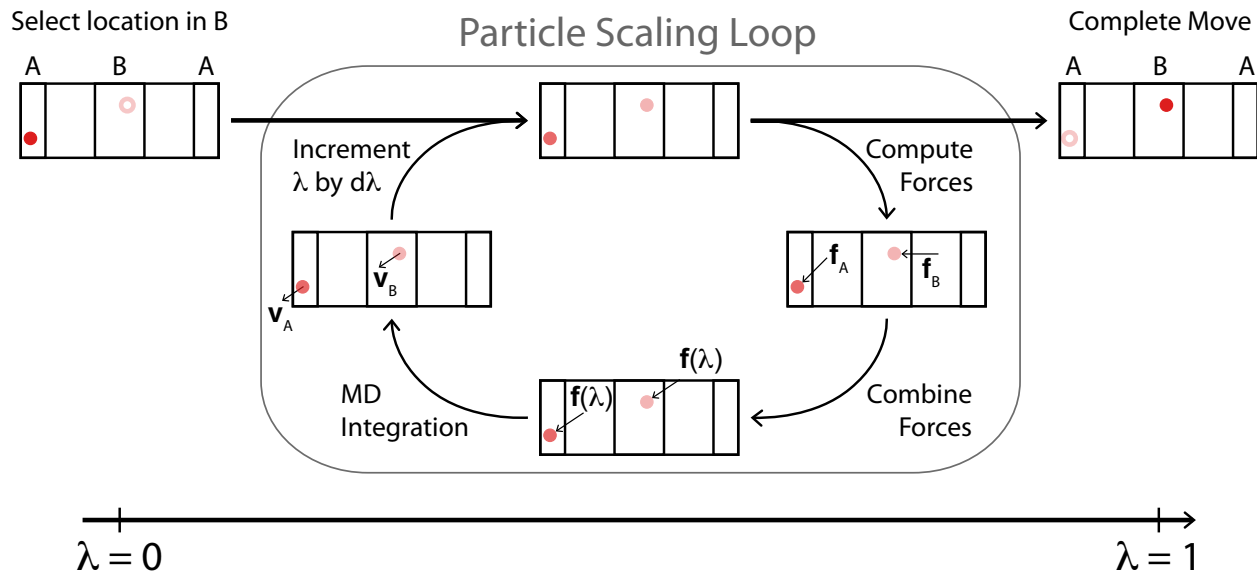 Select location in B
A B A
Particle Scaling Loop
Complete Move
A B A
Increment
λ by dλ
Compute
Forces
v_A
v_B
f_A
f_B
MD
Integration
f(λ)
f(λ)
Combine
Forces
λ = 0
λ = 1